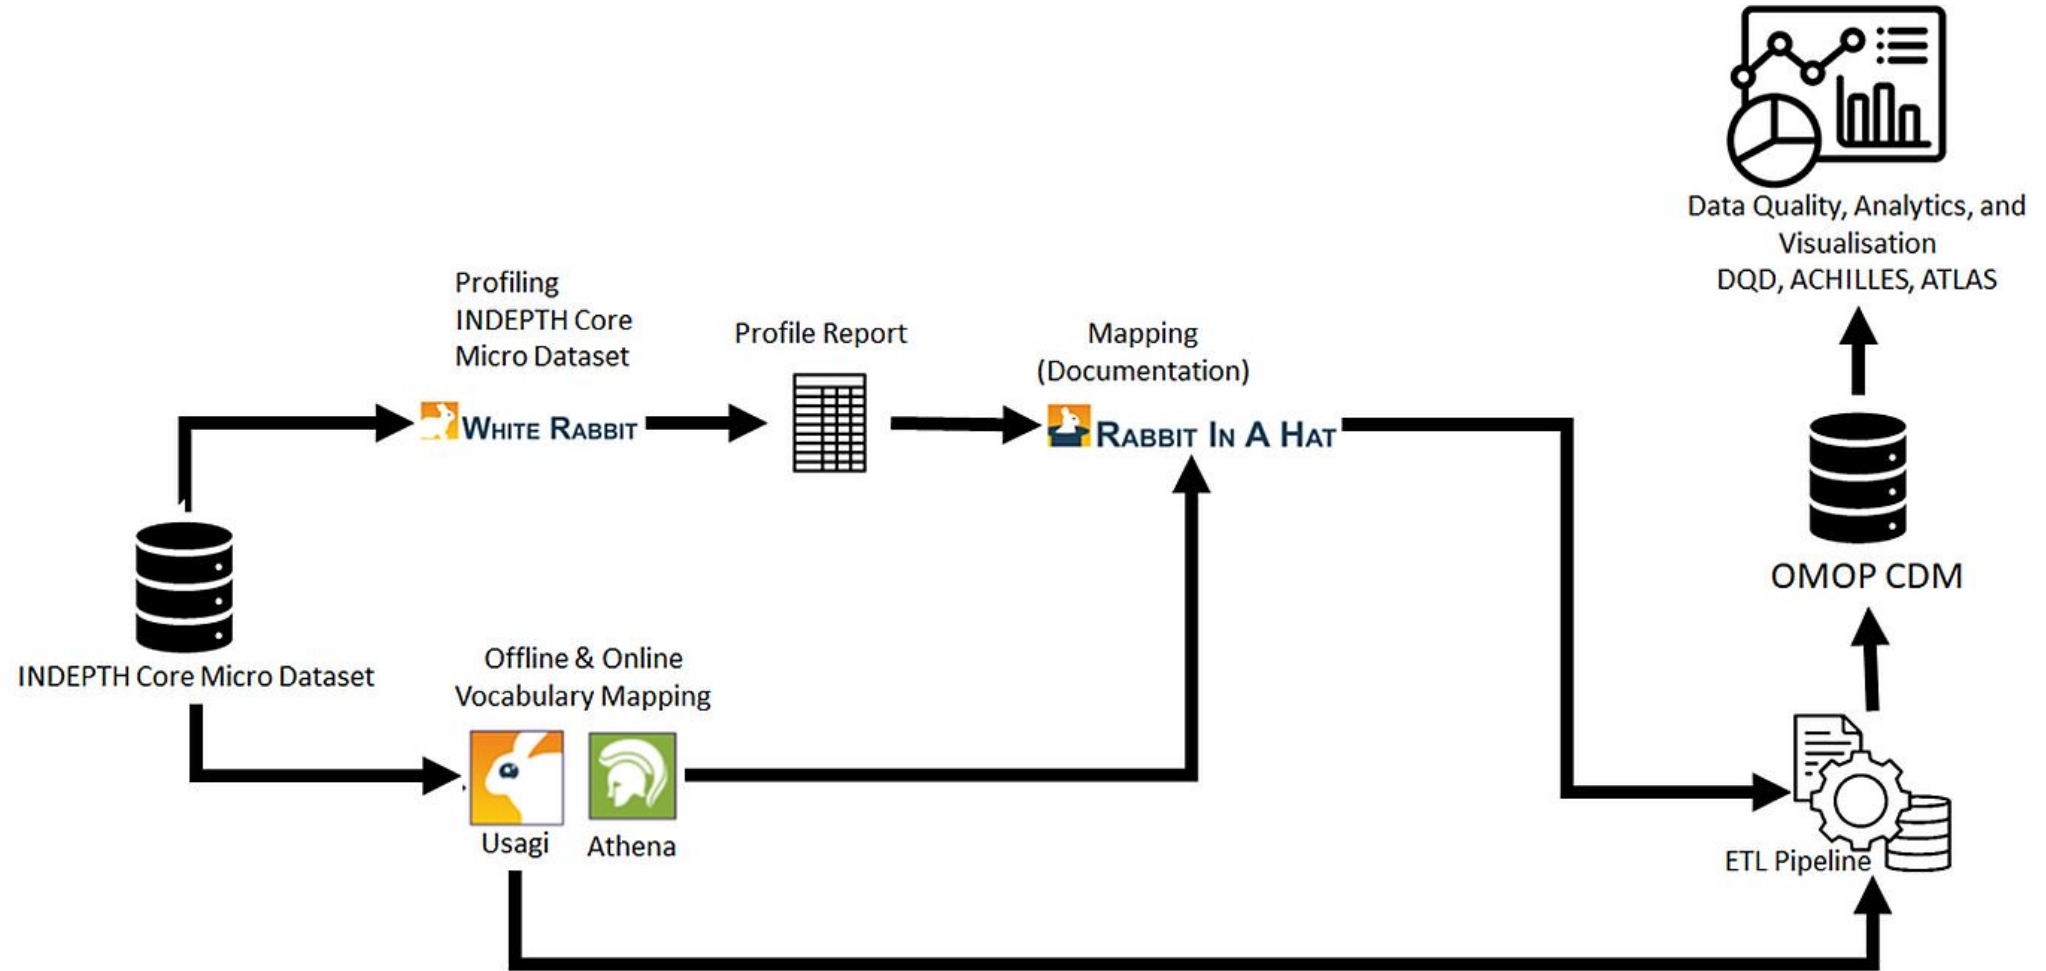 Data Quality, Analytics, and
Visualisation
DQD, ACHILLES, ATLAS
Profiling
INDEPTH Core
Micro Dataset
Profile Report
Mapping
(Documentation)
WHITE RABBIT
RABBIT IN A HAT
OMOP CDM
INDEPTH Core Micro Dataset
Offline & Online
Vocabulary Mapping
Usagi
Athena
ETL Pipeline